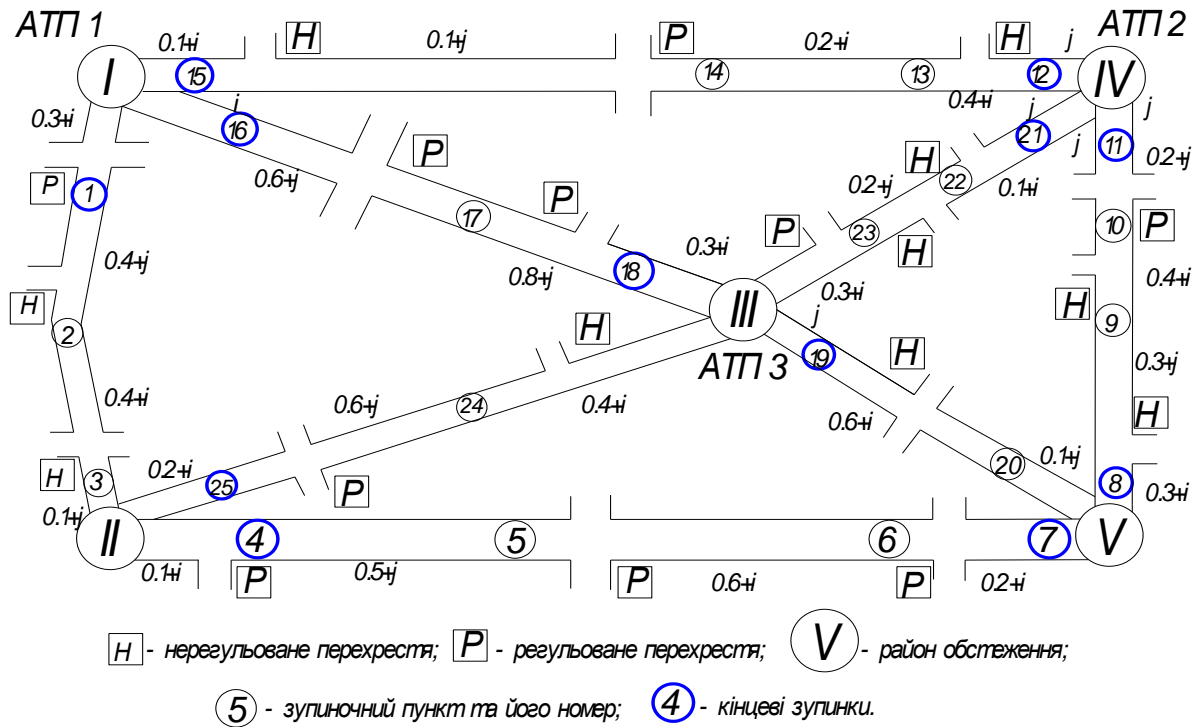 АТП 1
АТП 2
0.1+i
Н
0.1+j
Р
0.2+i
Н
j
I
15
14
13
12
IV
0.3+i
j
16
0.4+i
j
21
j
j
11
Р
Н
0.2+j
Р
1
0.6+j
Р
0.2+j
22
0.1+i
17
Р
23
Н
10
Р
0.4+j
0.3+i
18
0.8+j
0.3+i
0.4+i
Н
2
III
j
Н
9
Н
19
Н
АТП 3
0.3+j
0.4+i
0.6+j
24
0.4+i
0.6+i
Н
Н
3
0.2+i
25
Р
0.1+j
20
8
0.3+i
0.1+j
II
4
5
6
7
V
0.1+i
Р
0.5+j
Р
0.6+i
Р
0.2+i
Н - нерегульоване перехрестя; Р - регульоване перехрестя; V - район обстеження;
5 - зупиночний пункт та його номер; 4 - кінцеві зупинки.